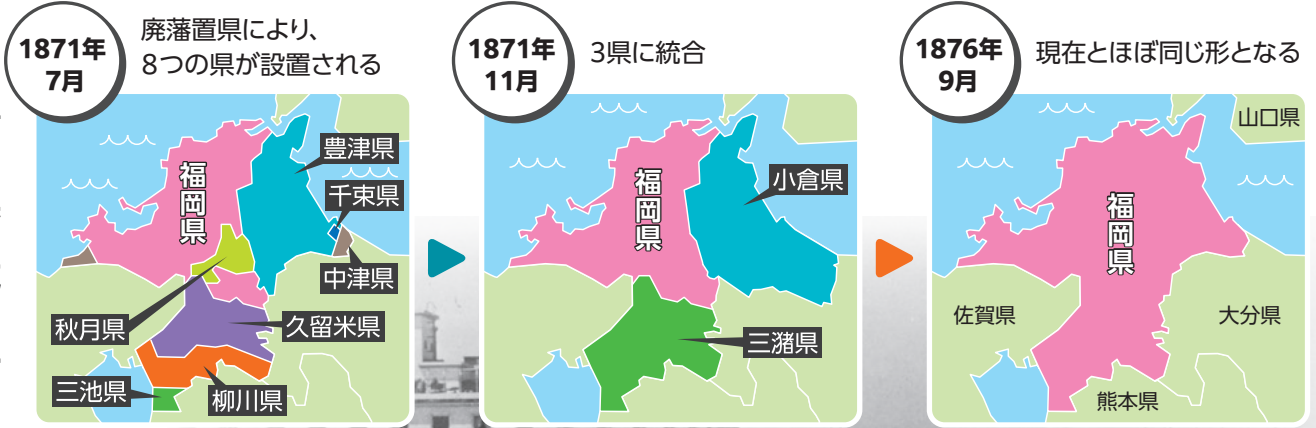 1871年
7月
廃藩置県により、
8つの県が設置される
福岡県
豊津県
千束県
中津県
秋月県
久留米県
三池県
柳川県
1871年
11月
3県に統合
福岡県
小倉県
三潴県
1876年
9月
現在とほぼ同じ形となる
山口県
福岡県
佐賀県
大分県
熊本県